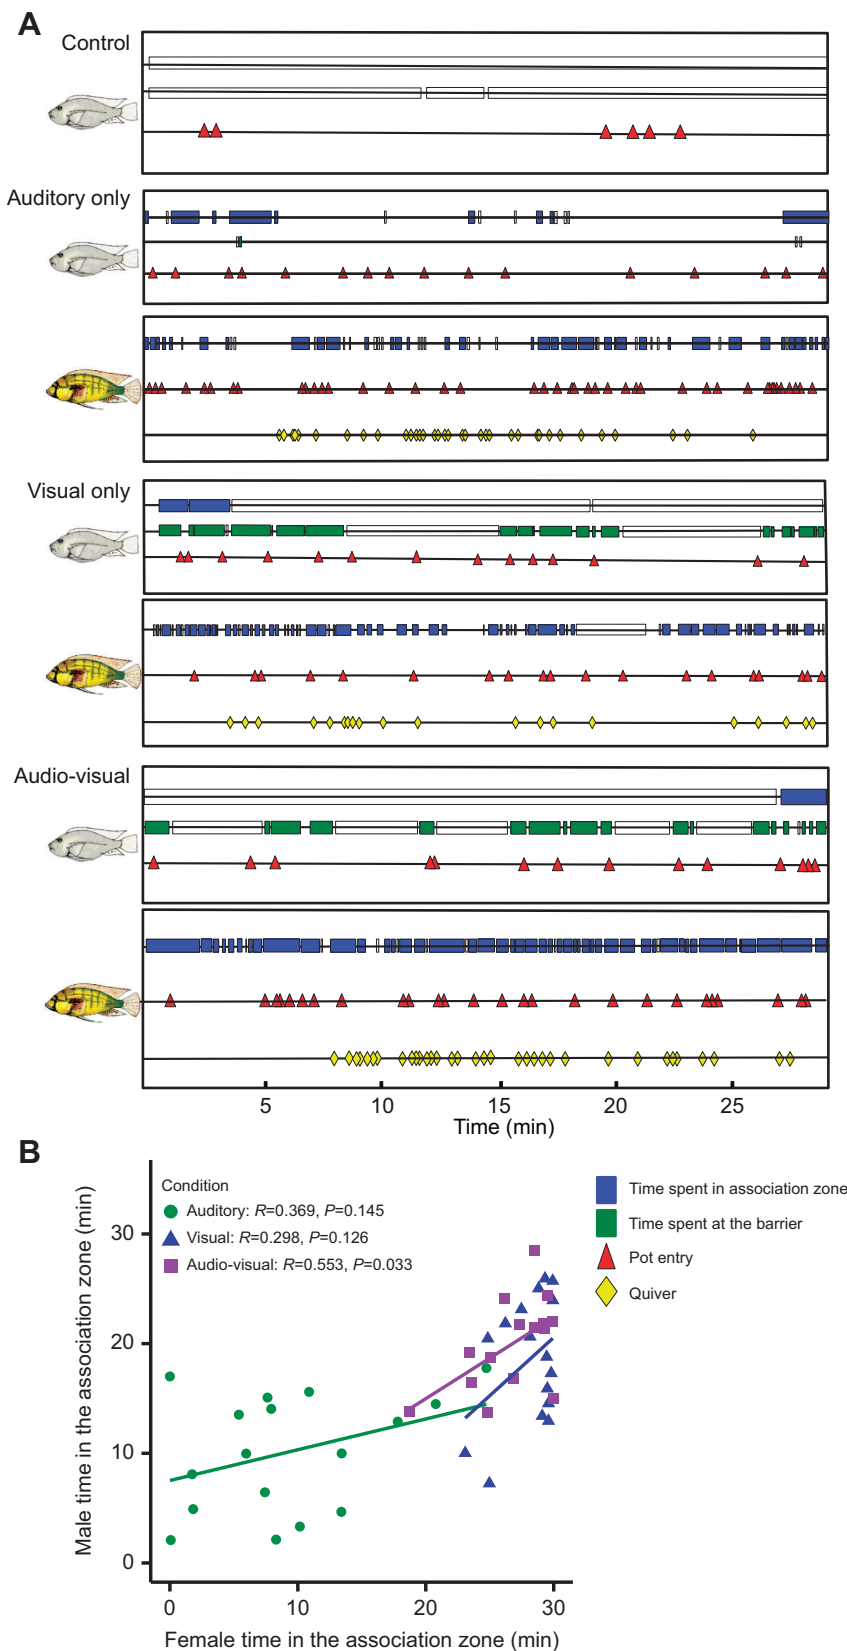 A
Control
Auditory only
Visual only
Audio-visual
5 10 15 20 25
Time (min)
B
Male time in the association zone (min)
30
20
10
0
Condition
Auditory: R=0.369, P=0.145
Visual: R=0.298, P=0.126
Audio-visual: R=0.553, P=0.033
0 10 20 30
Female time in the association zone (min)
Time spent in association zone
Time spent at the barrier
Pot entry
Quiver